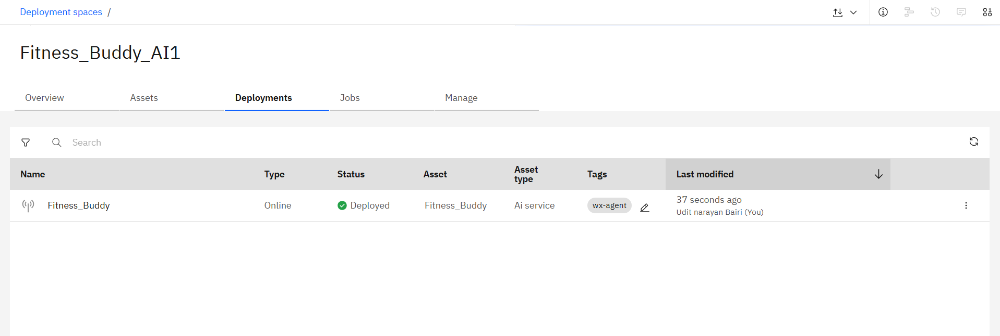 Deployment spaces /
Fitness_Buddy_AI1
Overview Assets Deployments Jobs Manage
Search
Name Type Status Asset Asset type Tags Last modified
Fitness_Buddy Online Deployed Fitness_Buddy Ai service wx-agent 37 seconds ago
Udit narayan Bairi (You)